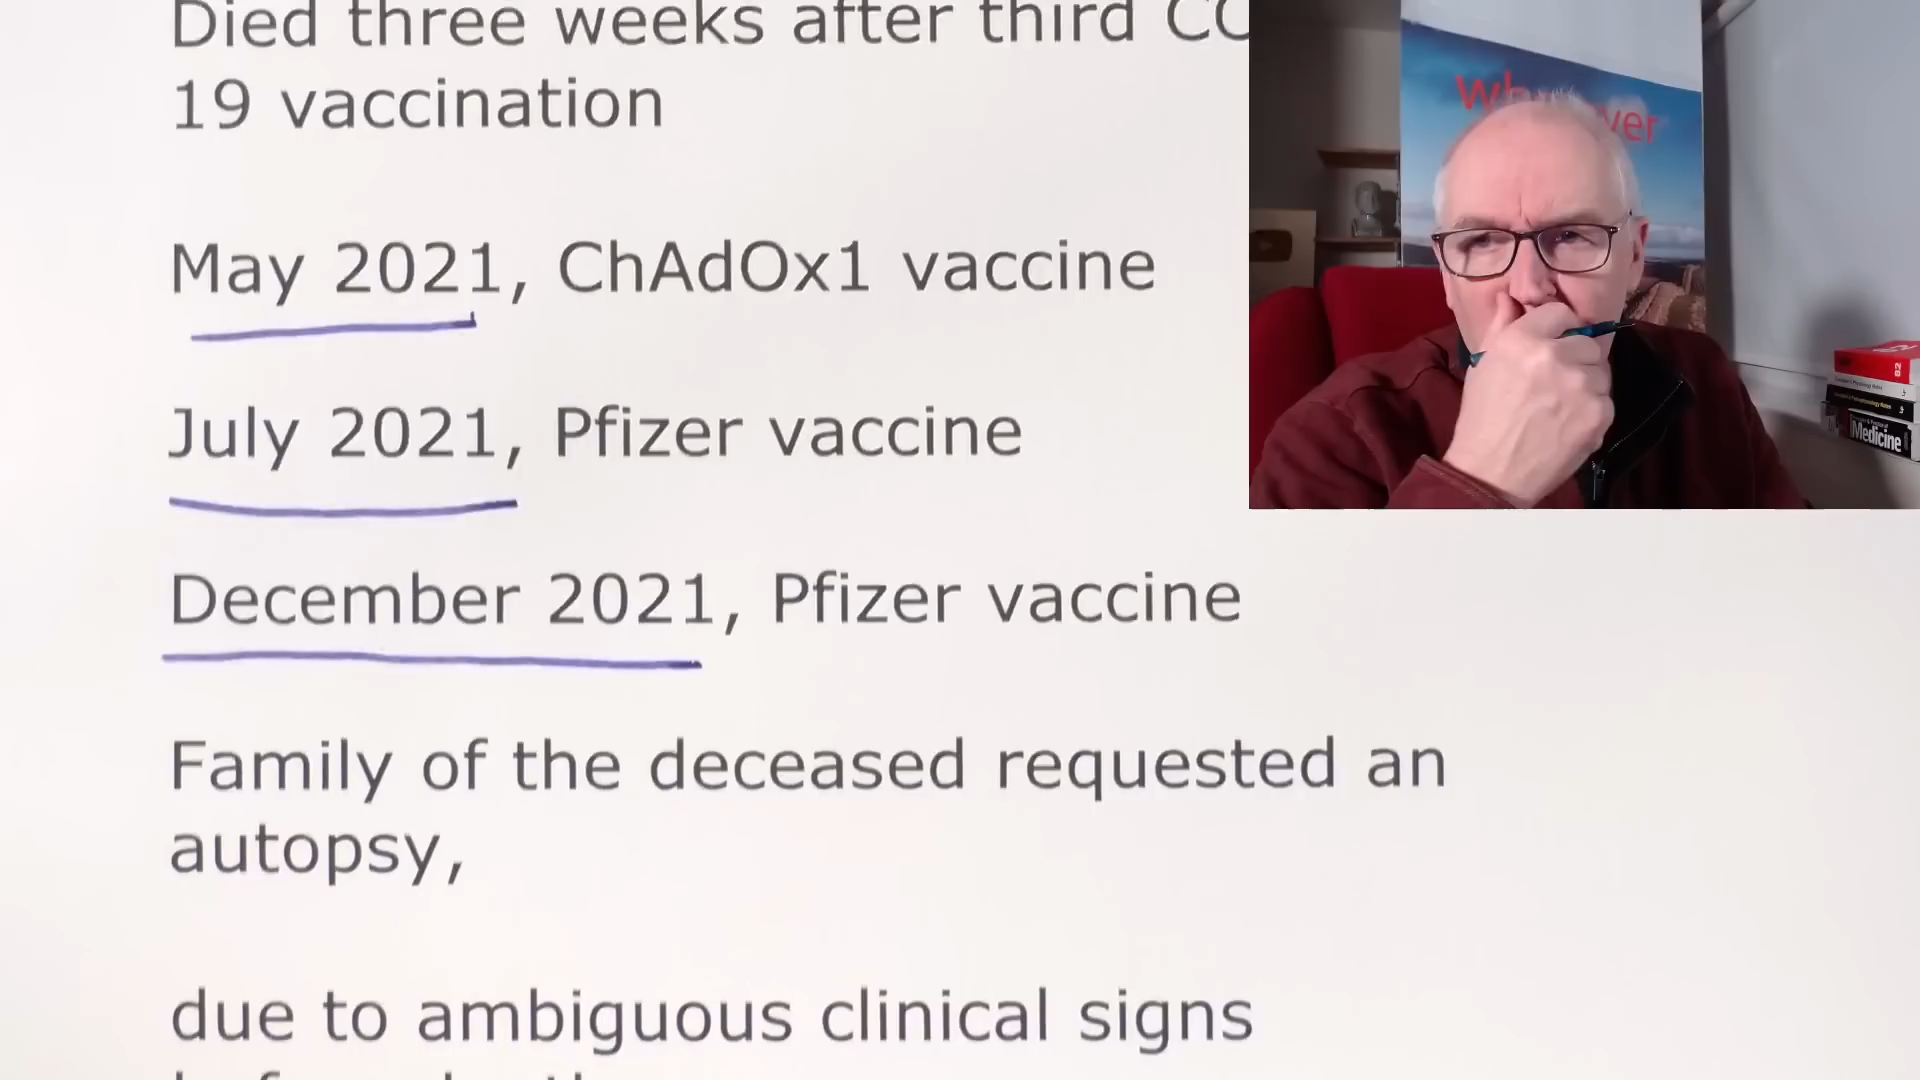 Died three weeks after third
19 vaccination
May 2021, ChAdOx1 vaccine
July 2021, Pfizer vaccine
December 2021, Pfizer vaccine
Family of the deceased requested an
autopsy,
due to ambiguous clinical signs
Medicine